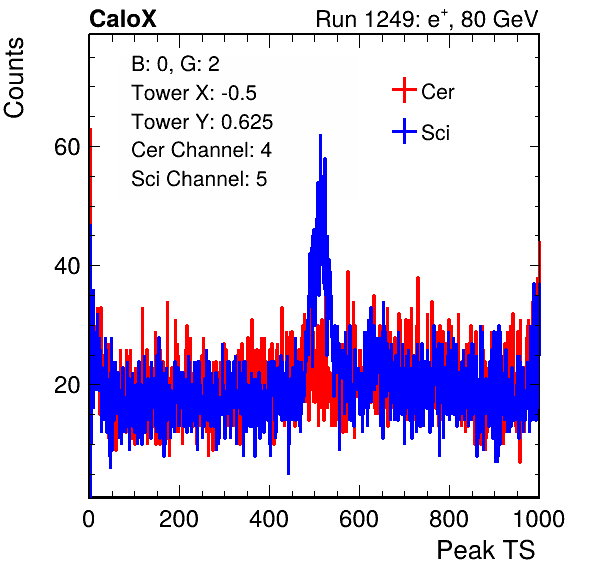 CaloX Run 1249: e+, 80 GeV
Counts
B: 0, G: 2
Tower X: -0.5
Tower Y: 0.625
Cer Channel: 4
Sci Channel: 5
Cer
Sci
60
40
20
0 200 400 600 800 1000
Peak TS